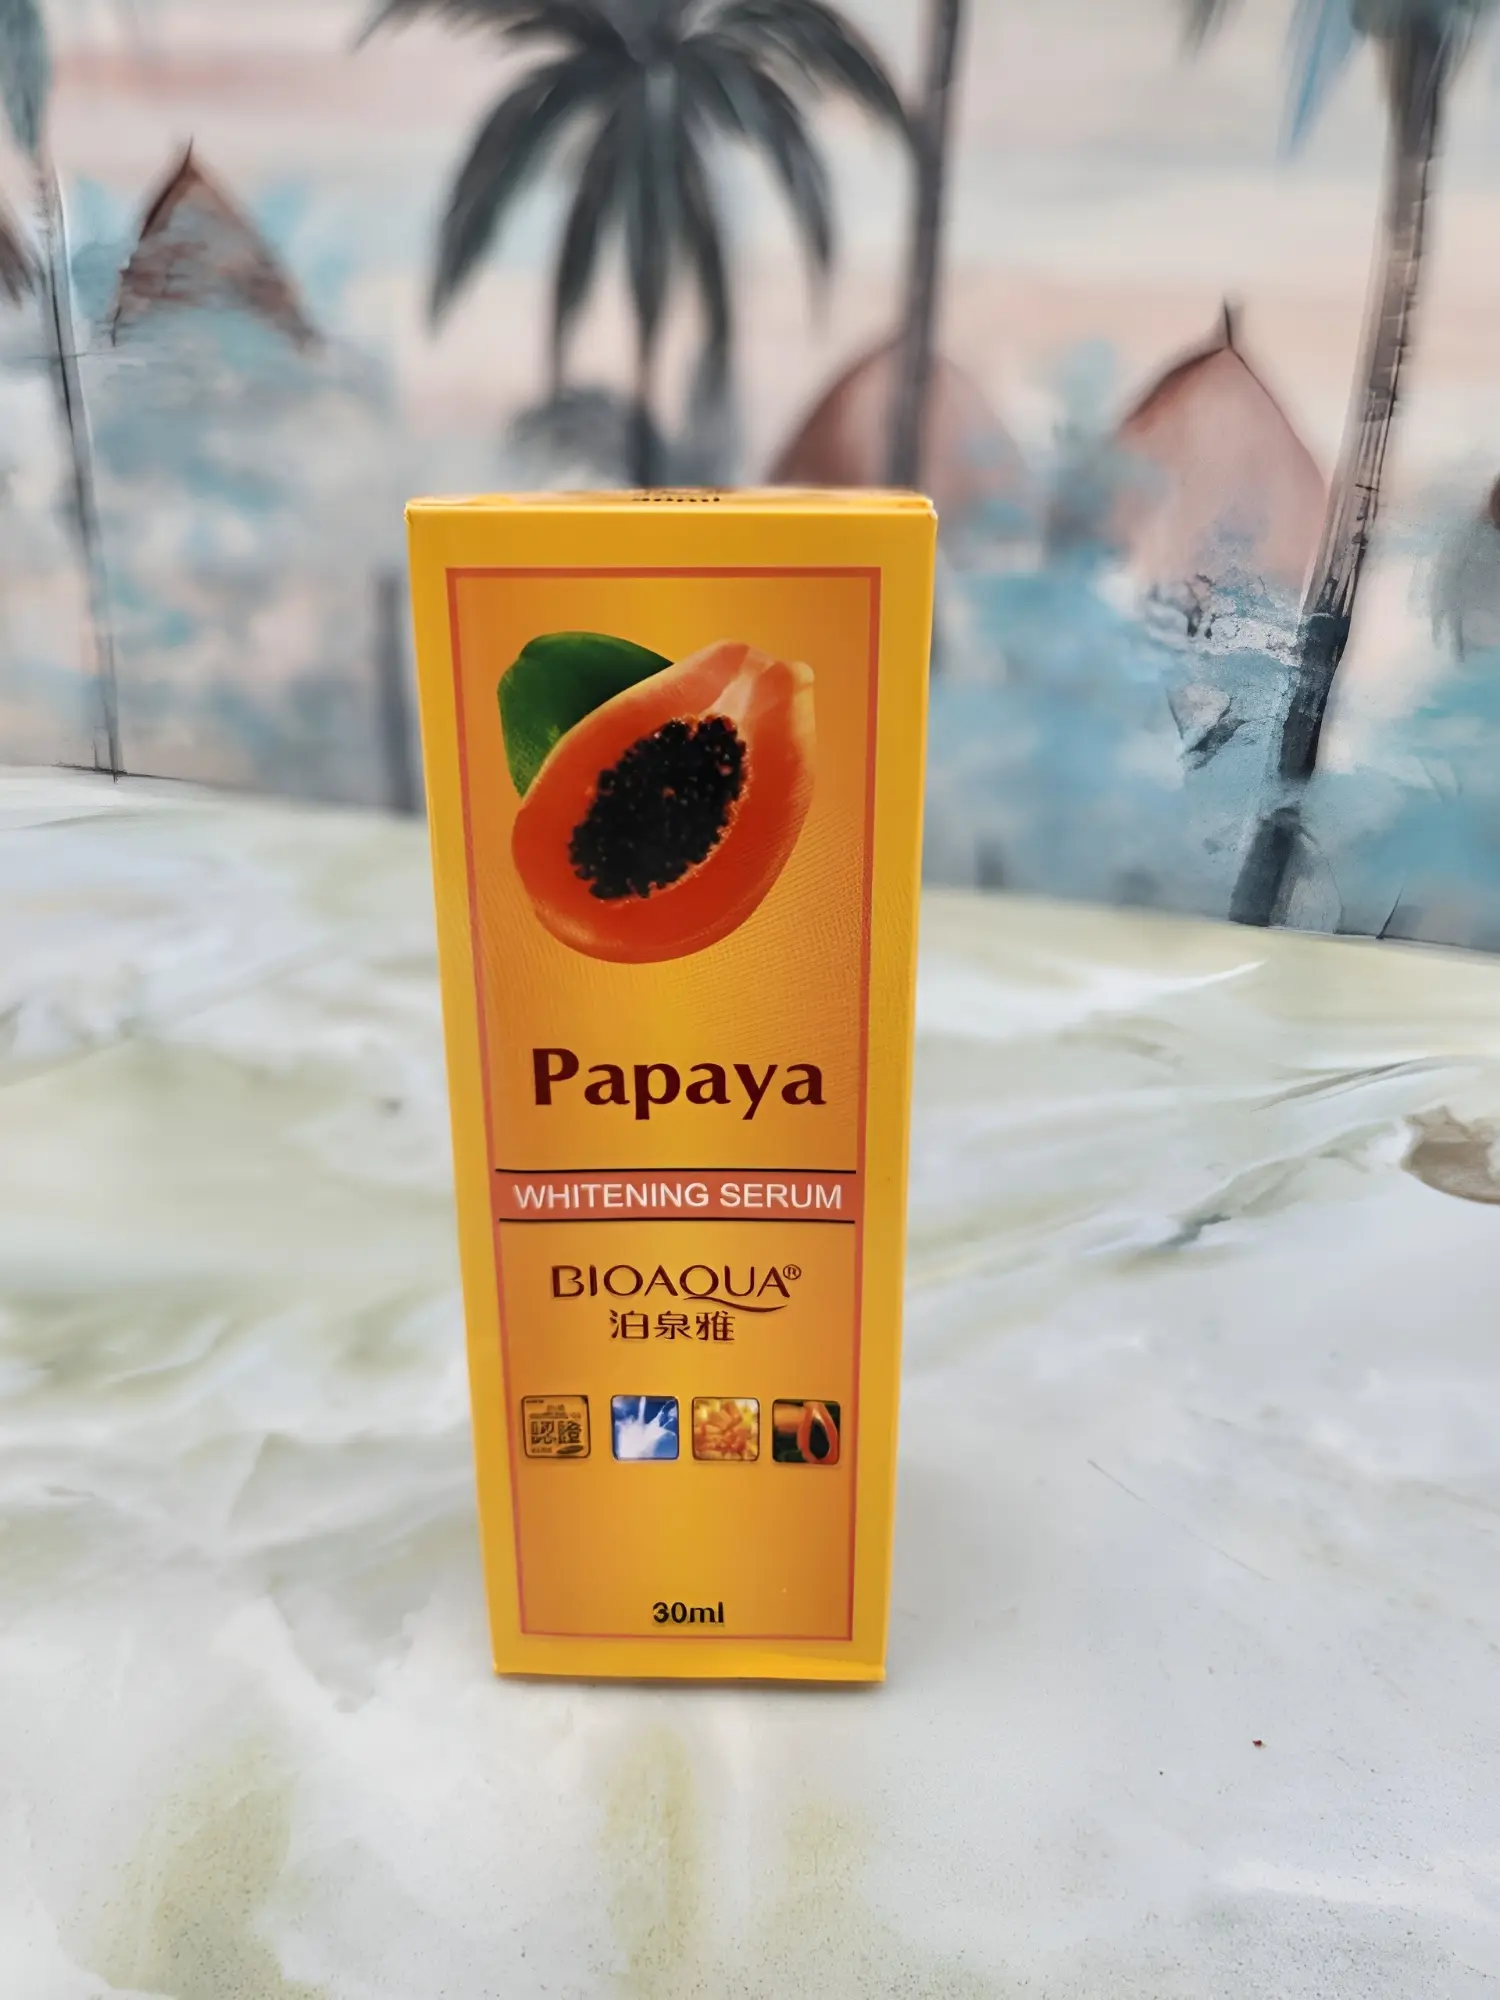 Papaya
WHITENING SERUM
BIOAQUA®
泊泉雅
30ml